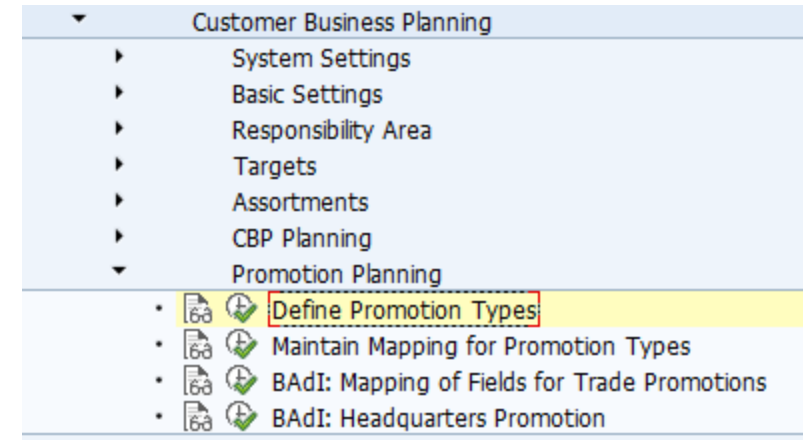 Customer Business Planning
System Settings
Basic Settings
Responsibility Area
Targets
Assortments
CBP Planning
Promotion Planning
Define Promotion Types
Maintain Mapping for Promotion Types
BAdI: Mapping of Fields for Trade Promotions
BAdI: Headquarters Promotion